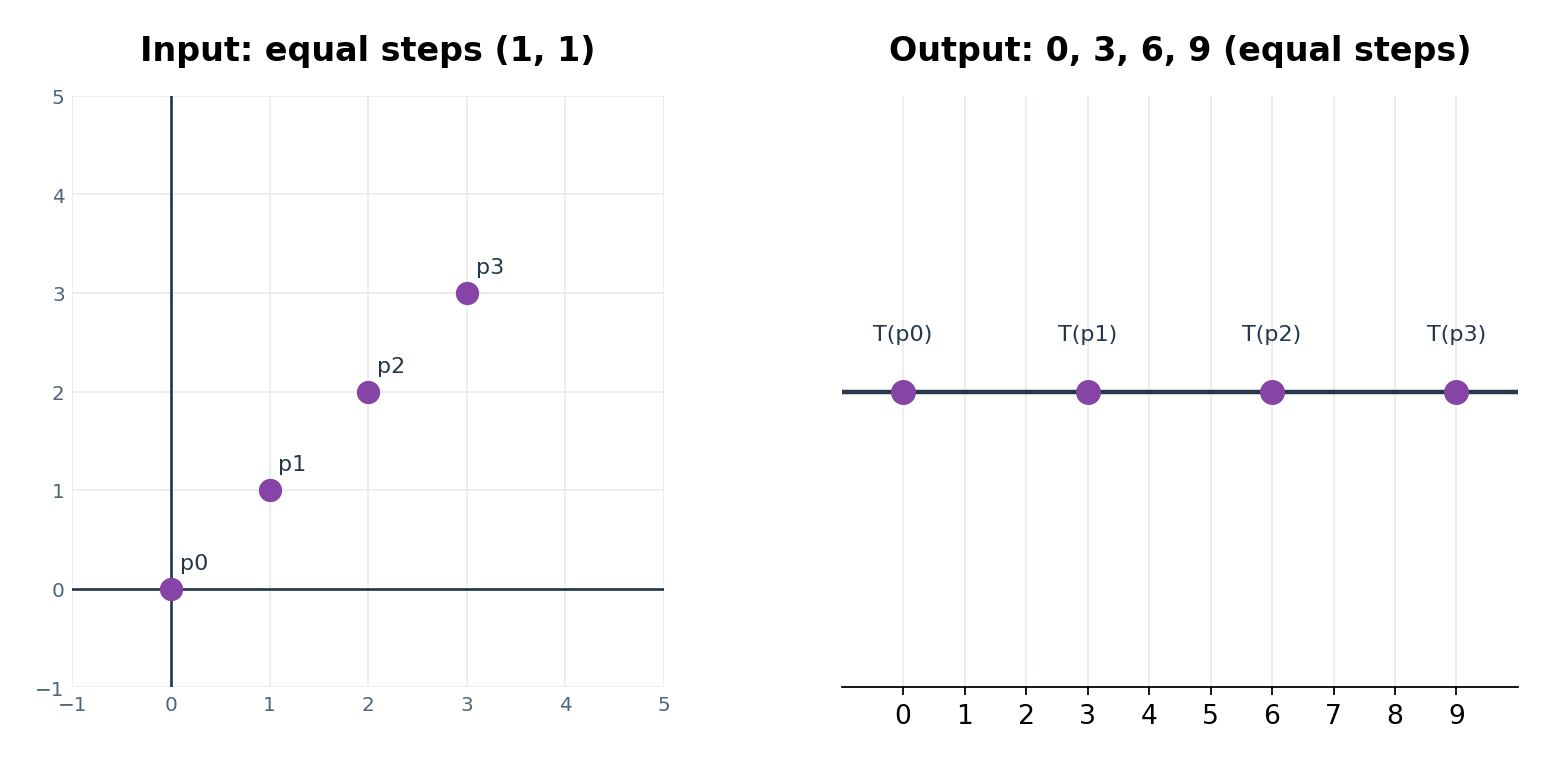 Input: equal steps (1, 1)
5
4
3
2
1
0
−1
p3
p2
p1
p0
−1 0 1 2 3 4 5
Output: 0, 3, 6, 9 (equal steps)
T(p0) T(p1) T(p2) T(p3)
0 1 2 3 4 5 6 7 8 9